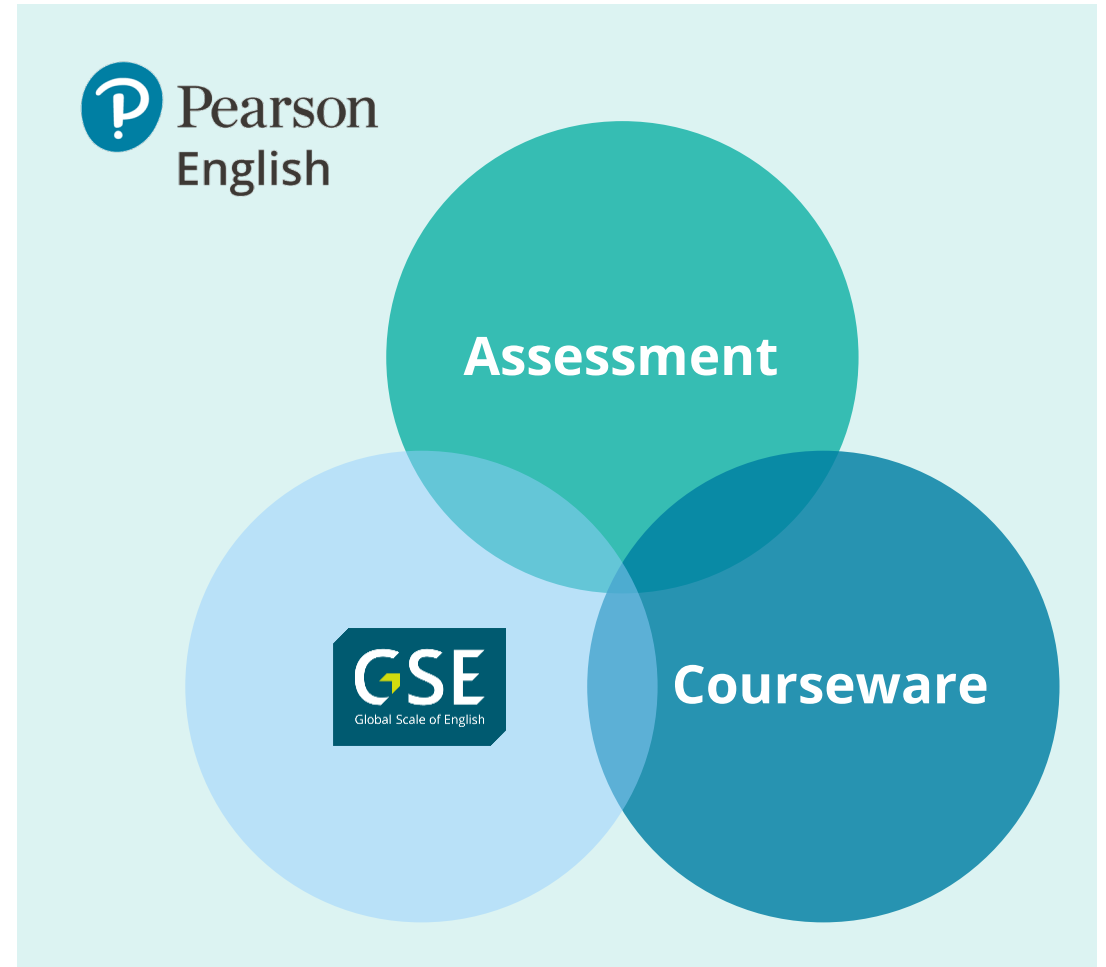 Pearson
English
Assessment
GSE
Global Scale of English
Courseware